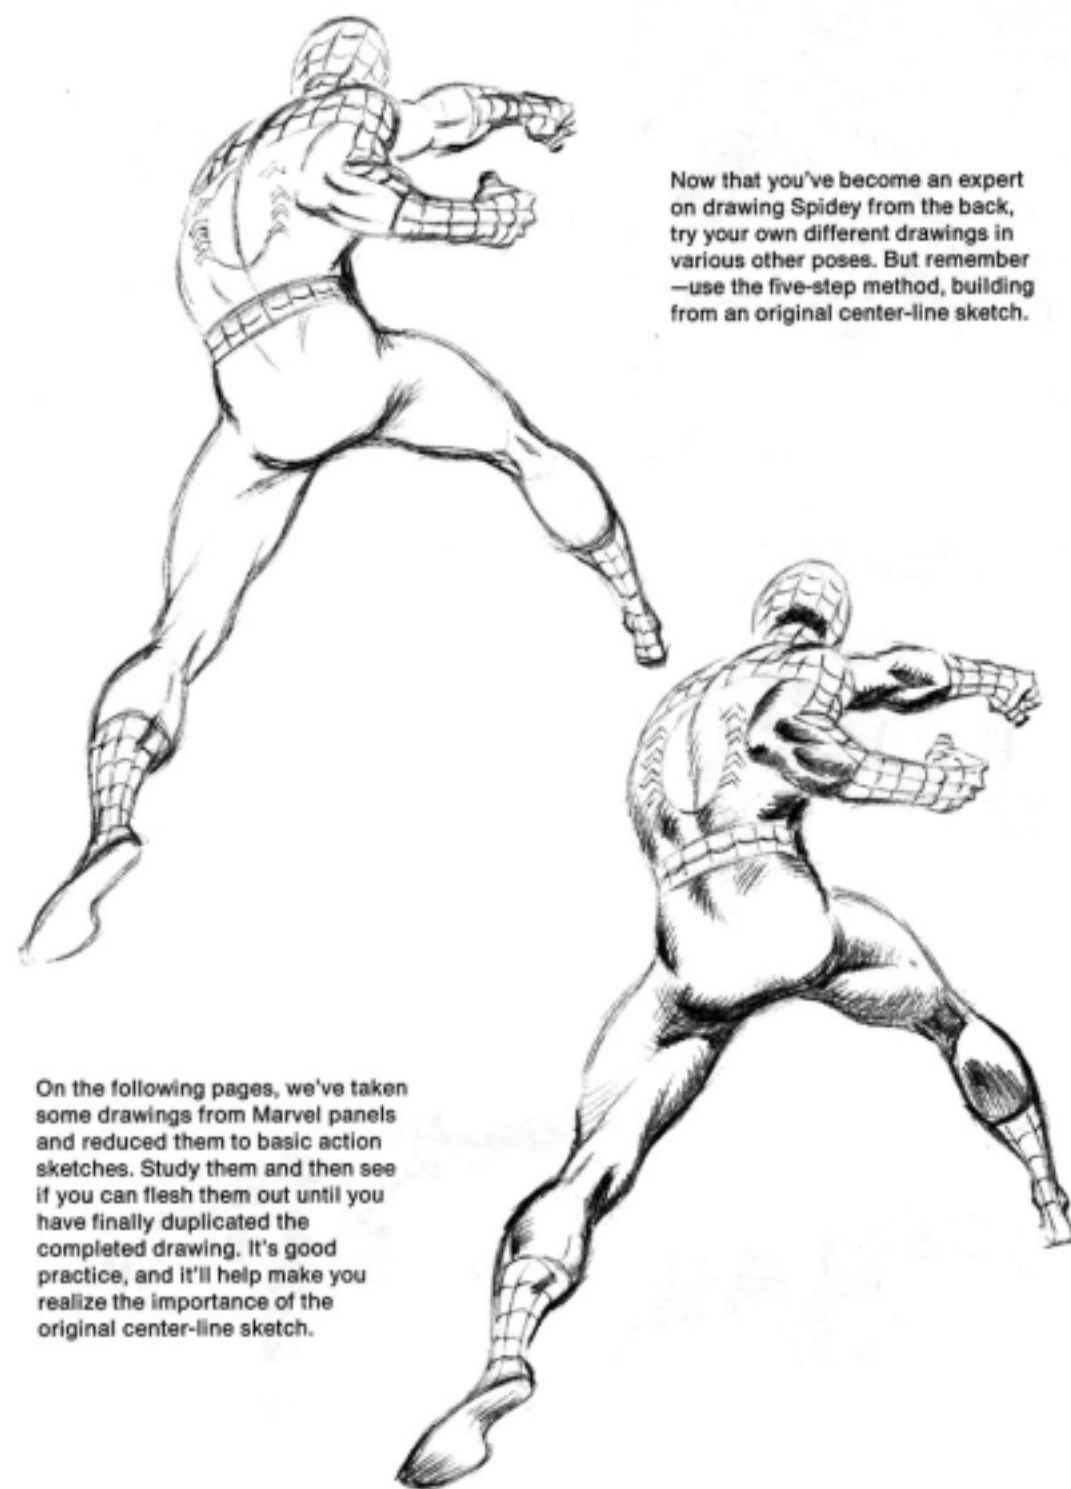 Now that you've become an expert
on drawing Spidey from the back,
try your own different drawings in
various other poses. But remember
—use the five-step method, building
from an original center-line sketch.
On the following pages, we've taken
some drawings from Marvel panels
and reduced them to basic action
sketches. Study them and then see
if you can flesh them out until you
have finally duplicated the
completed drawing. It's good
practice, and it'll help make you
realize the importance of the
original center-line sketch.